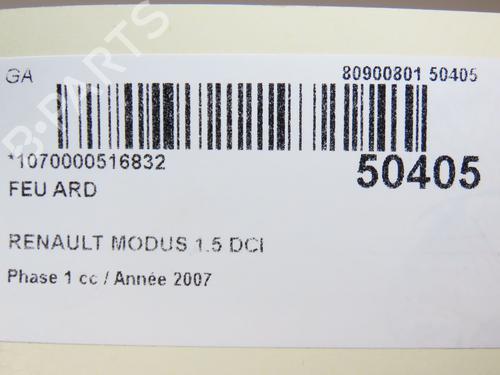 GA 80900801 50405
*1070000516832 50405
FEU ARD
RENAULT MODUS 1.5 DCI
Phase 1 cc / Année 2007
B-PARTS